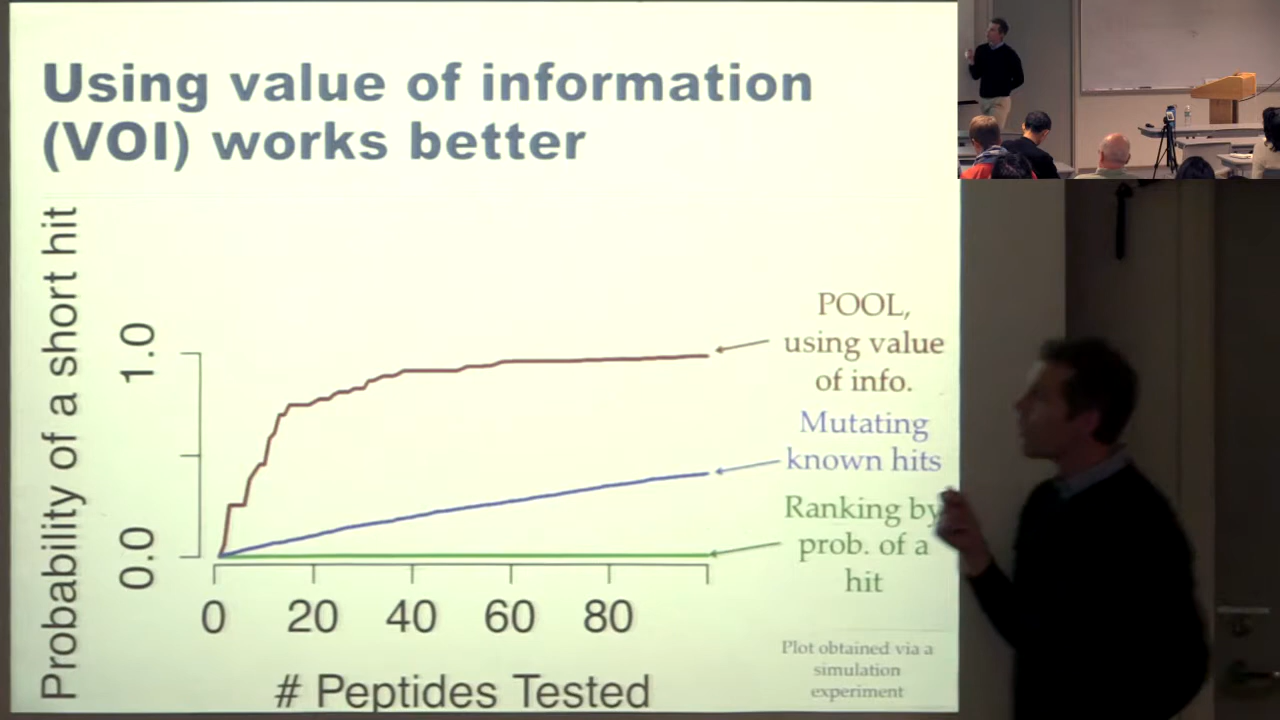 Using value of information
(VOI) works better
Probability of a short hit
1.0
0.0
0
20
40
60
80
# Peptides Tested
POOL,
using value
of info.
Mutating
known hits
Ranking by
prob. of a
hit
Plot obtained via a
simulation
experiment